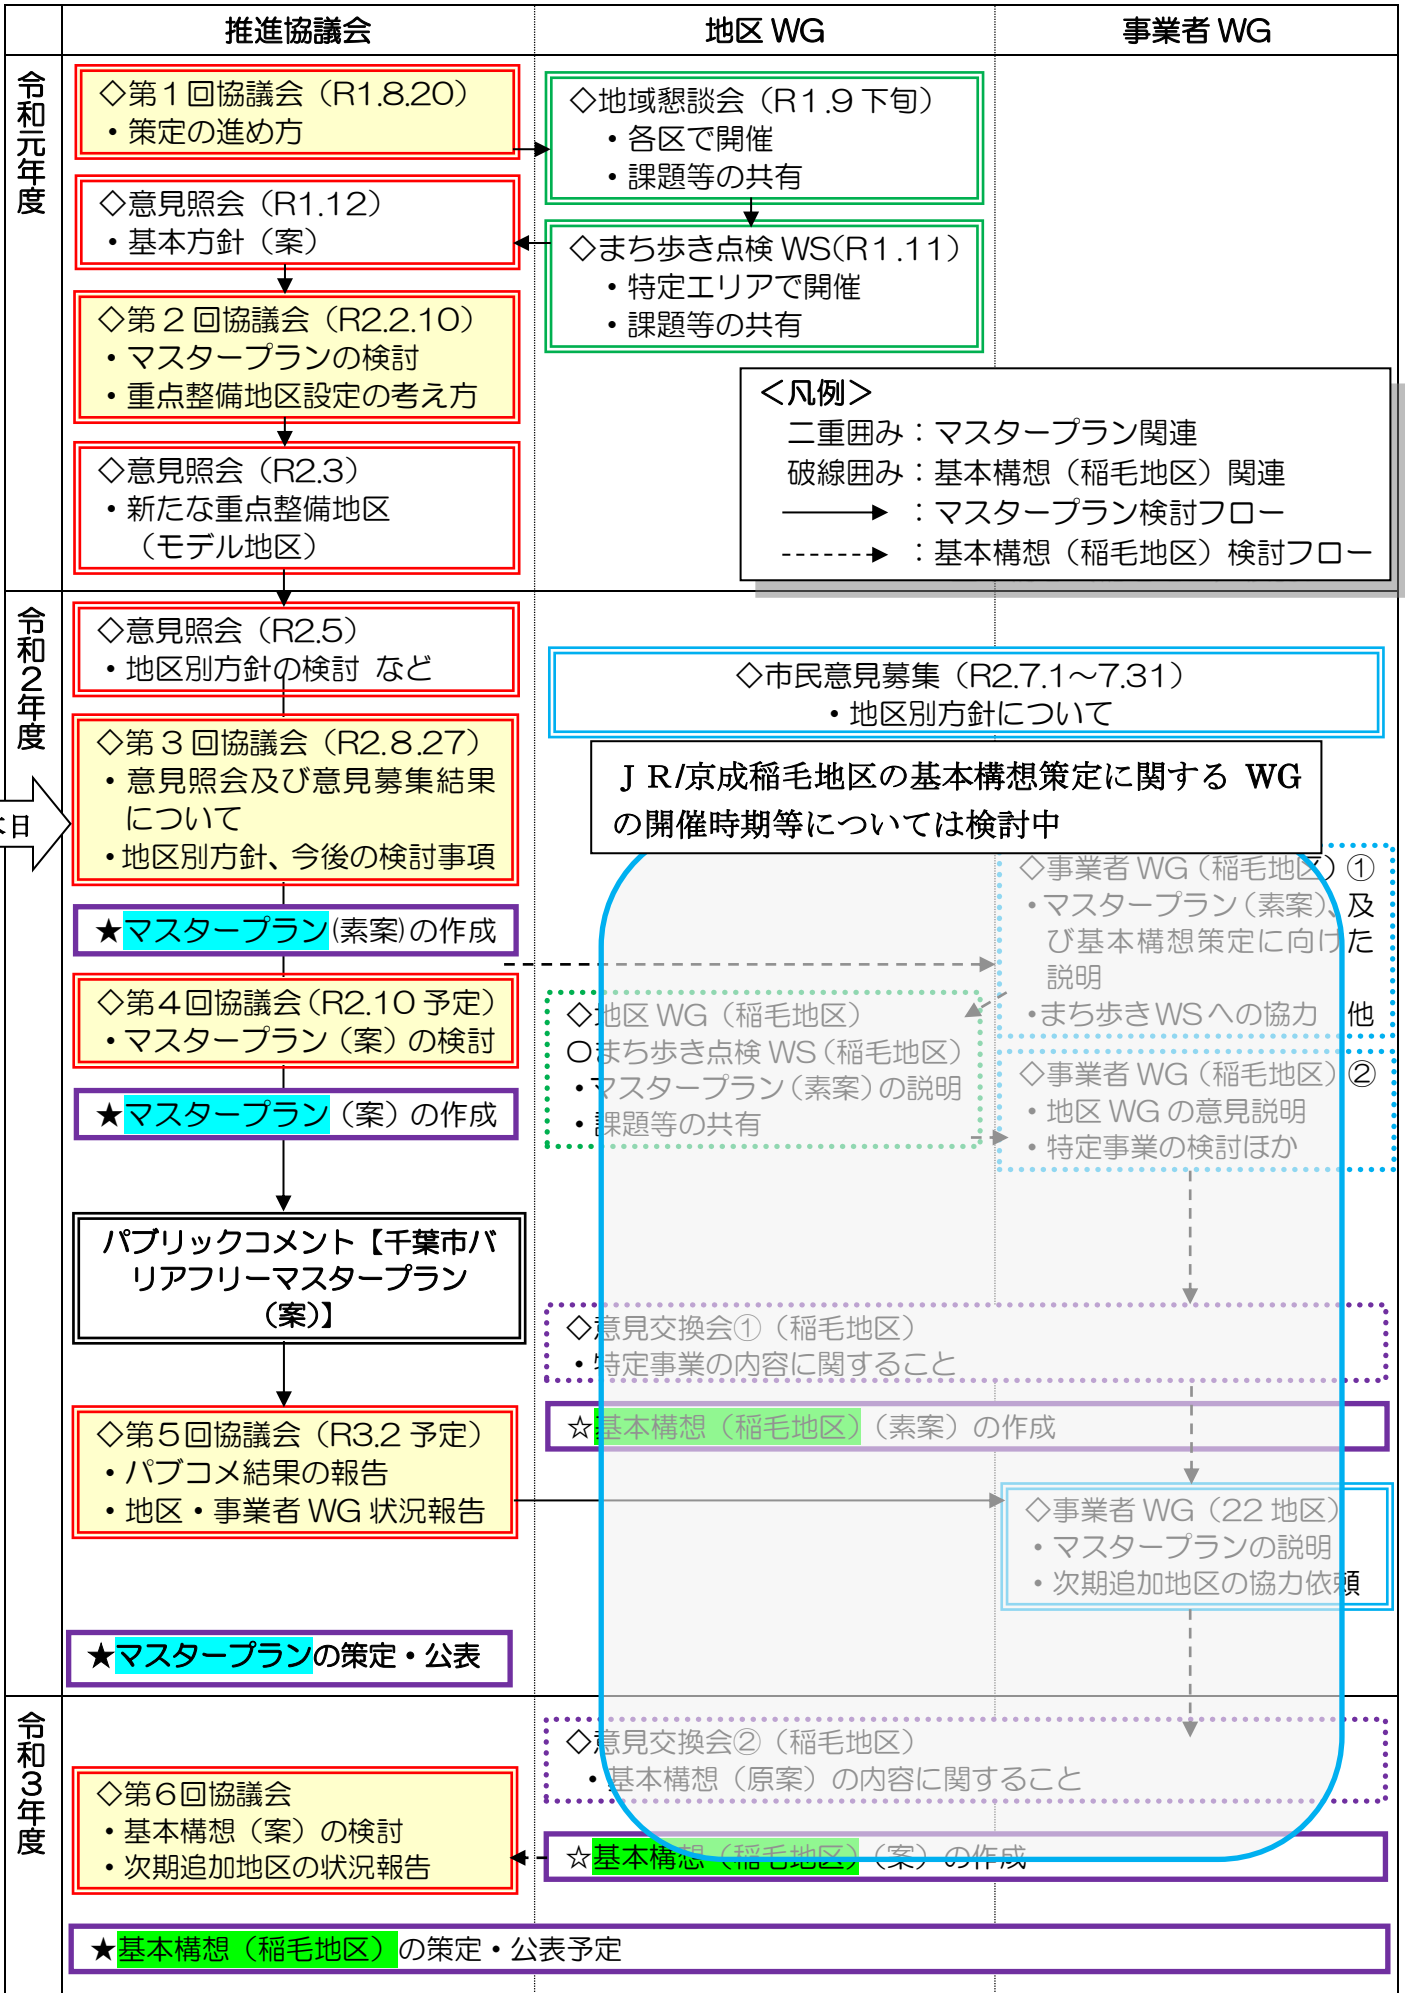 推進協議会
地区 WG
事業者 WG
令和元年度
◇第１回協議会（R1.8.20）
・策定の進め方
◇地域懇談会（R1.9 下旬）
・各区で開催
・課題等の共有
◇意見照会（R1.12）
・基本方針（案）
◇まち歩き点検 WS(R1.11）
・特定エリアで開催
・課題等の共有
◇第 2 回協議会（R2.2.10）
・マスタープランの検討
・重点整備地区設定の考え方
◇意見照会（R2.3）
・新たな重点整備地区
（モデル地区）
＜凡例＞
二重囲み：マスタープラン関連
破線囲み：基本構想（稲毛地区）関連
：マスタープラン検討フロー
：基本構想（稲毛地区）検討フロー
令和２年度
◇意見照会（R2.5）
・地区別方針の検討 など
◇市民意見募集（R2.7.1～7.31）
・地区別方針について
◇第 3 回協議会（R2.8.27）
・意見照会及び意見募集結果
について
・地区別方針、今後の検討事項
日
ＪＲ/京成稲毛地区の基本構想策定に関する WG
の開催時期等については検討中
★マスタープラン(素案)の作成
◇事業者 WG（稲毛地区）①
・マスタープラン（素案）、及
び基本構想策定に向けた
説明
・まち歩き WS への協力　他
◇第４回協議会（R2.10 予定）
・マスタープラン（案）の検討
◇地区 WG（稲毛地区）
○まち歩き点検 WS（稲毛地区）
・マスタープラン（素案）の説明
・課題等の共有
◇事業者 WG（稲毛地区）②
・地区 WG の意見説明
・特定事業の検討ほか
★マスタープラン（案）の作成
パブリックコメント【千葉市バ
リアフリーマスタープラン
（案）】
◇意見交換会①（稲毛地区）
・特定事業の内容に関すること
☆基本構想（稲毛地区）（素案）の作成
◇第５回協議会（R3.2 予定）
・パブコメ結果の報告
・地区・事業者 WG 状況報告
◇事業者 WG（22 地区）
・マスタープランの説明
・次期追加地区の協力依頼
★マスタープランの策定・公表
令和３年度
◇意見交換会②（稲毛地区）
・基本構想（原案）の内容に関すること
◇第６回協議会
・基本構想（案）の検討
・次期追加地区の状況報告
☆基本構想（稲毛地区）（案）の作成
★基本構想（稲毛地区）の策定・公表予定